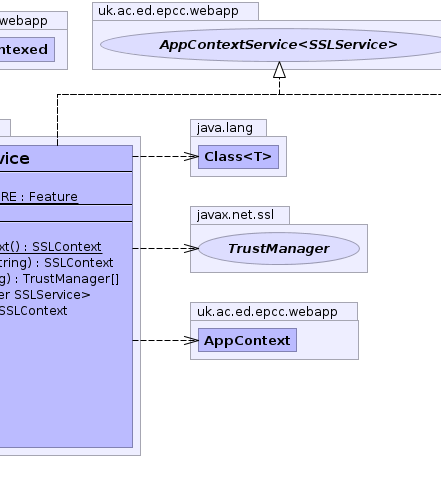 webapp
ntexed
uk.ac.ed.epcc.webapp
AppContextService<SSLService>
java.lang
Class<T>
vice
RE : Feature
javax.net.ssl
TrustManager
xt() : SSLContext
tring) : SSLContext
g) : TrustManager[]
er SSLService>
SSLContext
uk.ac.ed.epcc.webapp
AppContext